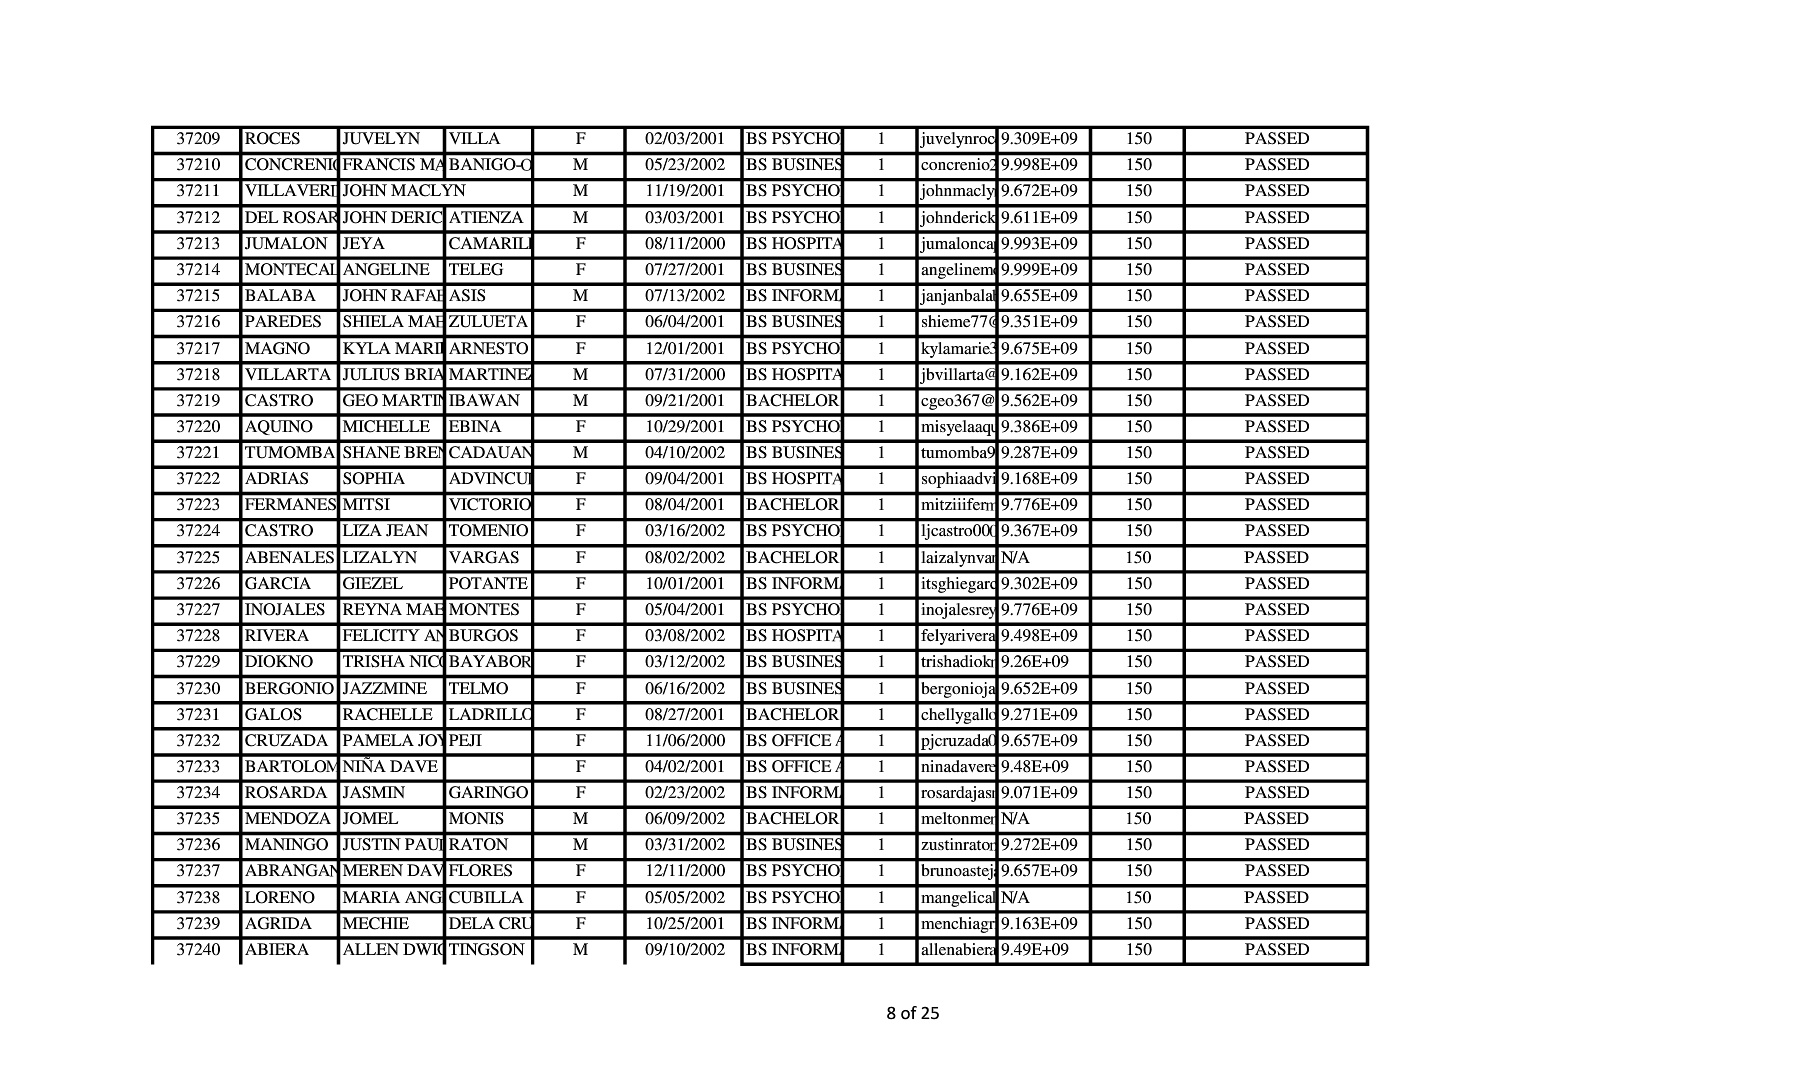 37209 ROCES JUVELYN VILLA F 02/03/2001 BS PSYCHO 1 juvelynroc 9.309E+09 150 PASSED
37210 CONCRENIO FRANCIS MA BANIGO-O M 05/23/2002 BS BUSINES 1 concrenio2 9.998E+09 150 PASSED
37211 VILLAVERD JOHN MACLYN M 11/19/2001 BS PSYCHO 1 johnmacly 9.672E+09 150 PASSED
37212 DEL ROSAR JOHN DERIC ATIENZA M 03/03/2001 BS PSYCHO 1 johnderick 9.611E+09 150 PASSED
37213 JUMALON JEYA CAMARILL F 08/11/2000 BS HOSPITA 1 jumalonca 9.993E+09 150 PASSED
37214 MONTECAL ANGELINE TELEG F 07/27/2001 BS BUSINES 1 angelinem 9.999E+09 150 PASSED
37215 BALABA JOHN RAFAE ASIS M 07/13/2002 BS INFORM 1 janjanbala 9.655E+09 150 PASSED
37216 PAREDES SHIELA MAE ZULUETA F 06/04/2001 BS BUSINES 1 shieme77@ 9.351E+09 150 PASSED
37217 MAGNO KYLA MARI ARNESTO F 12/01/2001 BS PSYCHO 1 kylamarie3 9.675E+09 150 PASSED
37218 VILLARTA JULIUS BRIA MARTINEZ M 07/31/2000 BS HOSPITA 1 jbvillarta@ 9.162E+09 150 PASSED
37219 CASTRO GEO MARTIN IBAWAN M 09/21/2001 BACHELOR 1 cgeo367@ 9.562E+09 150 PASSED
37220 AQUINO MICHELLE EBINA F 10/29/2001 BS PSYCHO 1 misyelaaqu 9.386E+09 150 PASSED
37221 TUMOMBA SHANE BREN CADAUAN M 04/10/2002 BS BUSINES 1 tumomba9 9.287E+09 150 PASSED
37222 ADRIAS SOPHIA ADVINCUL F 09/04/2001 BS HOSPITA 1 sophiaadvi 9.168E+09 150 PASSED
37223 FERMANES MITSI VICTORIO F 08/04/2001 BACHELOR 1 mitziiiferm 9.776E+09 150 PASSED
37224 CASTRO LIZA JEAN TOMENIO F 03/16/2002 BS PSYCHO 1 ljcastro000 9.367E+09 150 PASSED
37225 ABENALES LIZALYN VARGAS F 08/02/2002 BACHELOR 1 laizalynvar N/A 150 PASSED
37226 GARCIA GIEZEL POTANTE F 10/01/2001 BS INFORM 1 itsghiegarc 9.302E+09 150 PASSED
37227 INOJALES REYNA MAE MONTES F 05/04/2001 BS PSYCHO 1 inojalesrey 9.776E+09 150 PASSED
37228 RIVERA FELICITY AN BURGOS F 03/08/2002 BS HOSPITA 1 felyarivera 9.498E+09 150 PASSED
37229 DIOKNO TRISHA NICO BAYABOR F 03/12/2002 BS BUSINES 1 trishadiokn 9.26E+09 150 PASSED
37230 BERGONIO JAZZMINE TELMO F 06/16/2002 BS BUSINES 1 bergonioja 9.652E+09 150 PASSED
37231 GALOS RACHELLE LADRILLO F 08/27/2001 BACHELOR 1 chellygallo 9.271E+09 150 PASSED
37232 CRUZADA PAMELA JOY PEJI F 11/06/2000 BS OFFICE A 1 pjcruzada0 9.657E+09 150 PASSED
37233 BARTOLOM NIÑA DAVE F 04/02/2001 BS OFFICE A 1 ninadavere 9.48E+09 150 PASSED
37234 ROSARDA JASMIN GARINGO F 02/23/2002 BS INFORM 1 rosardajasm 9.071E+09 150 PASSED
37235 MENDOZA JOMEL MONIS M 06/09/2002 BACHELOR 1 meltonmen N/A 150 PASSED
37236 MANINGO JUSTIN PAUL RATON M 03/31/2002 BS BUSINES 1 zustinraton 9.272E+09 150 PASSED
37237 ABRANGAN MEREN DAV FLORES F 12/11/2000 BS PSYCHO 1 brunoastej 9.657E+09 150 PASSED
37238 LORENO MARIA ANG CUBILLA F 05/05/2002 BS PSYCHO 1 mangelical N/A 150 PASSED
37239 AGRIDA MECHIE DELA CRU F 10/25/2001 BS INFORM 1 menchiagr 9.163E+09 150 PASSED
37240 ABIERA ALLEN DWIG TINGSON M 09/10/2002 BS INFORM 1 allenabiera 9.49E+09 150 PASSED
8 of 25